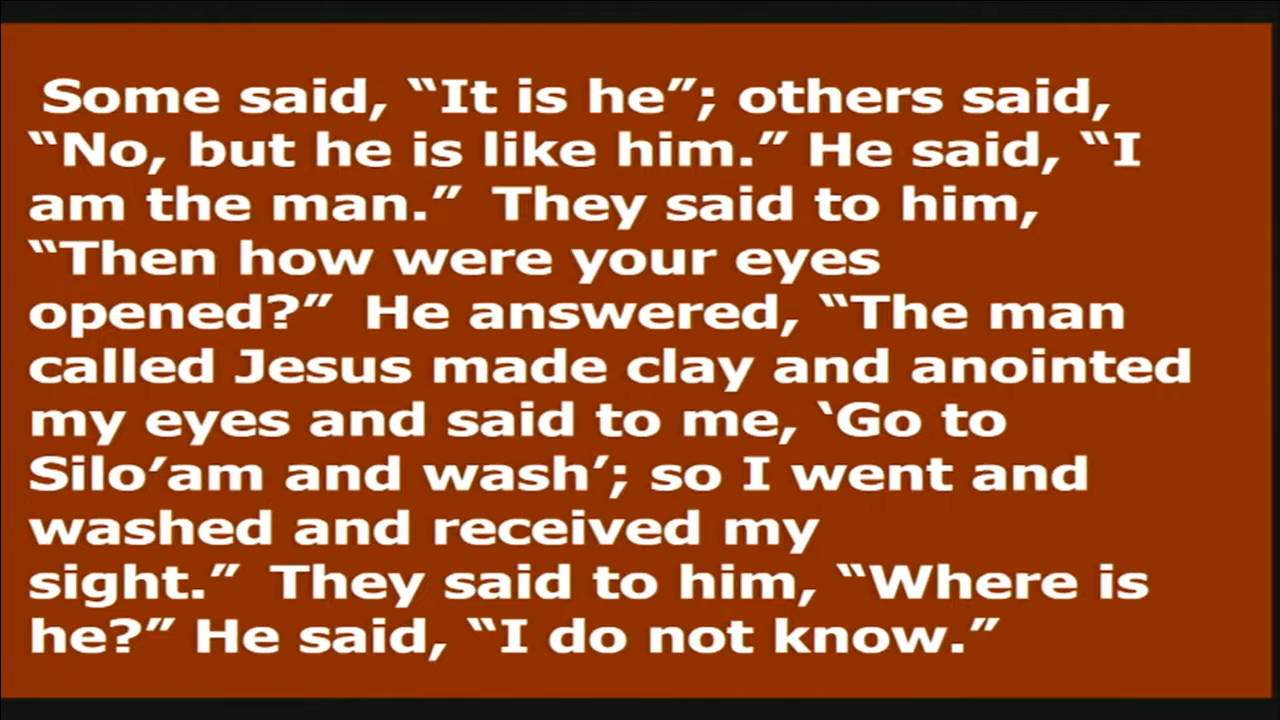 Some said, “It is he”; others said,
“No, but he is like him.” He said, “I
am the man.” They said to him,
“Then how were your eyes
opened?” He answered, “The man
called Jesus made clay and anointed
my eyes and said to me, ‘Go to
Silo’am and wash’; so I went and
washed and received my
sight.” They said to him, “Where is
he?” He said, “I do not know.”